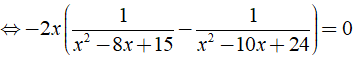 ⇔ −2x(1/(x² − 8x + 15) − 1/(x² − 10x + 24)) = 0